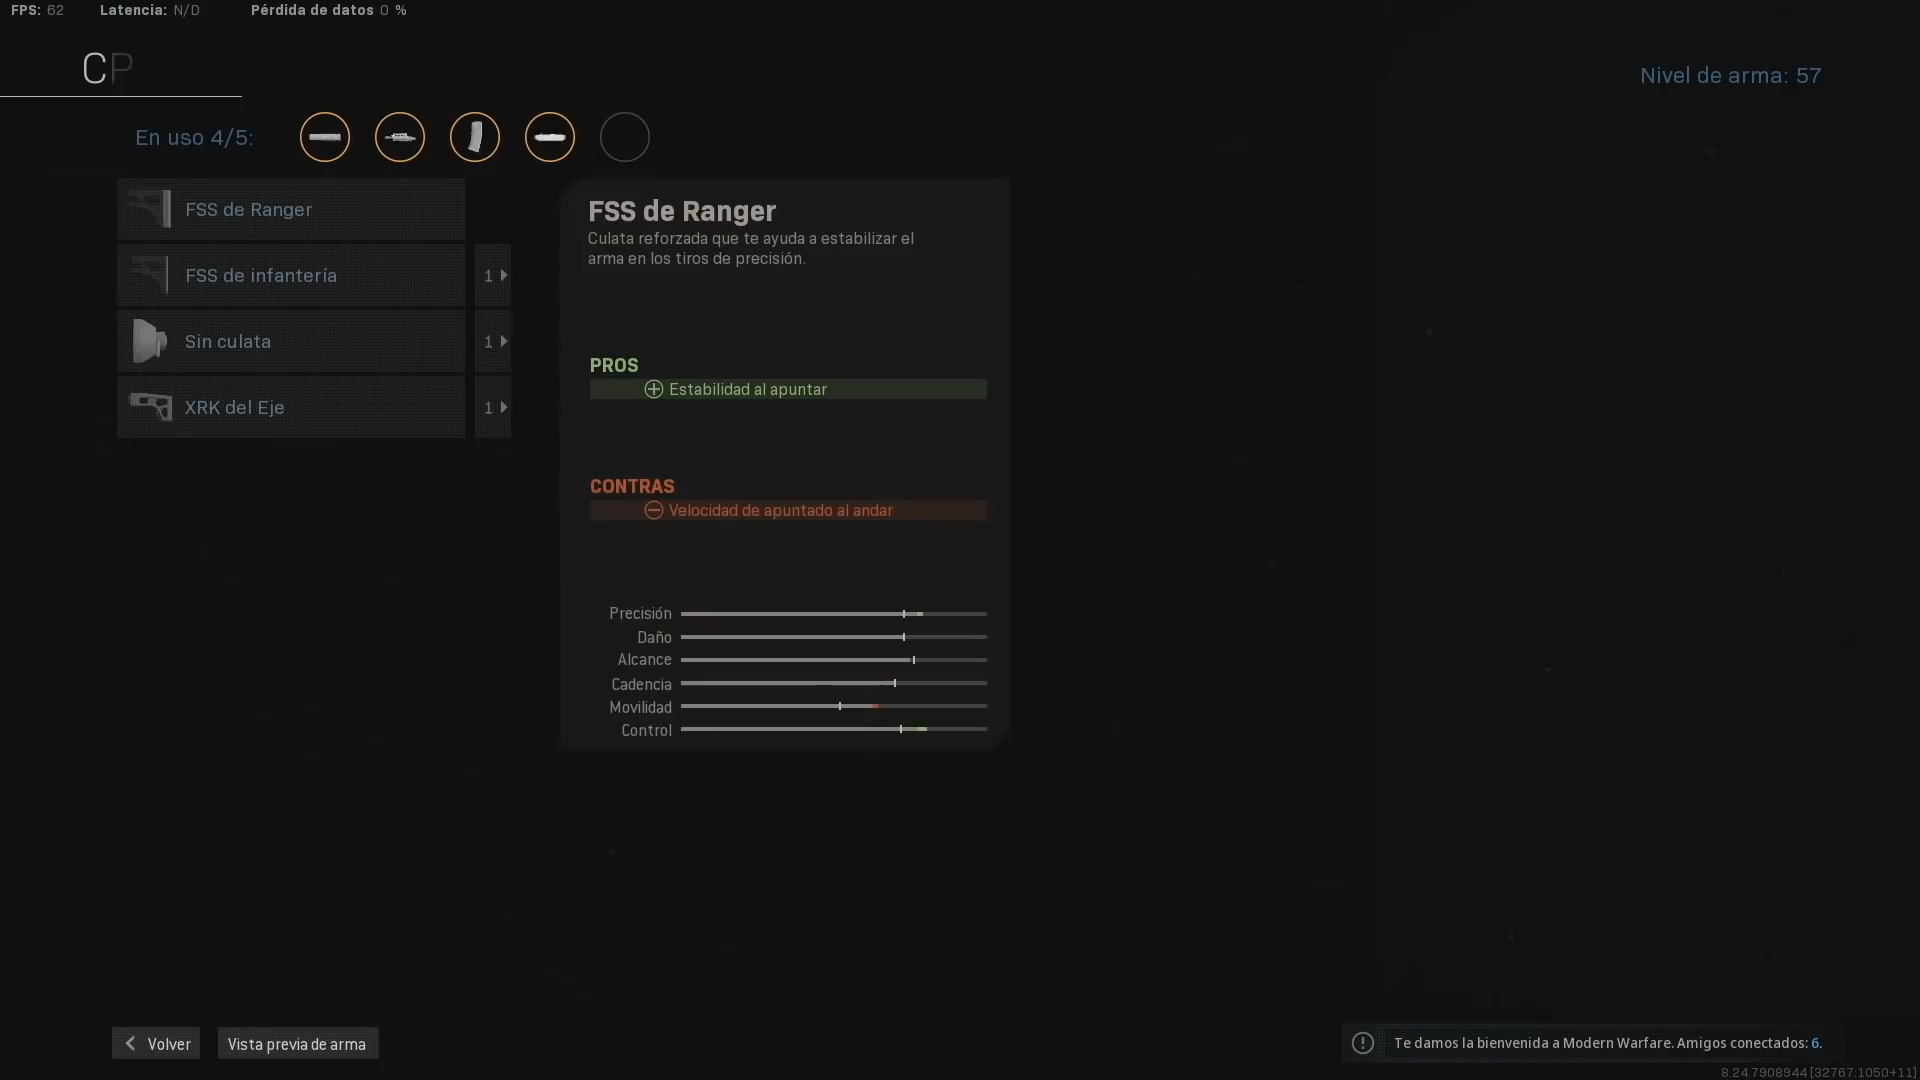 FPS: 62 Latencia: N/D Pérdida de datos 0 %
CP
Nivel de arma: 57
En uso 4/5:
FSS de Ranger
FSS de infantería 1
Sin culata 1
XRK del Eje 1
FSS de Ranger
Culata reforzada que te ayuda a estabilizar el
arma en los tiros de precisión.
PROS
Estabilidad al apuntar
CONTRAS
Velocidad de apuntado al andar
Precisión
Daño
Alcance
Cadencia
Movilidad
Control
Volver
Vista previa de arma
Te damos la bienvenida a Modern Warfare. Amigos conectados: 6.
8.24.7908944[32767:1050+11]